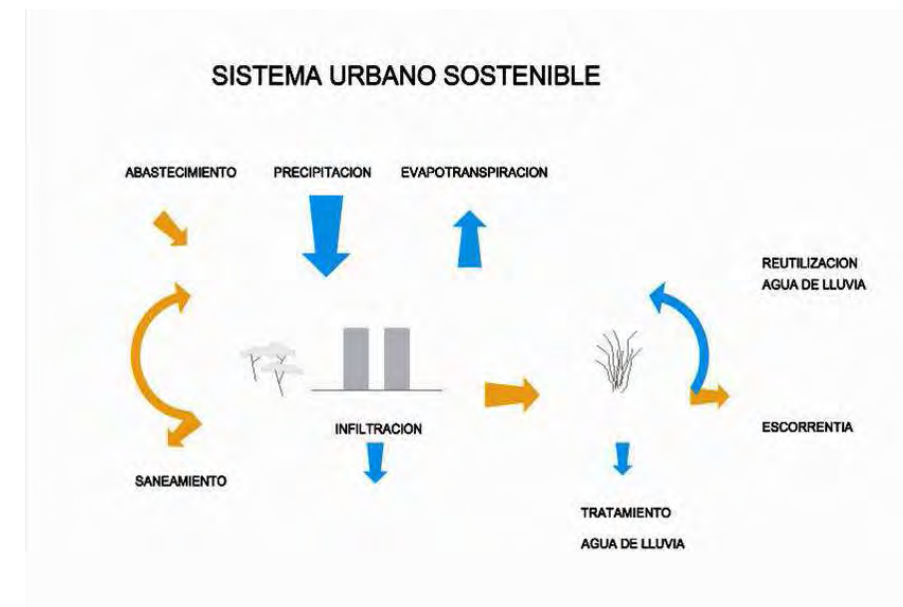 SISTEMA URBANO SOSTENIBLE
ABASTECIMIENTO
PRECIPITACION
EVAPOTRANSPIRACION
REUTILIZACION
AGUA DE LLUVIA
INFILTRACION
ESCORRENTIA
SANEAMIENTO
TRATAMIENTO
AGUA DE LLUVIA